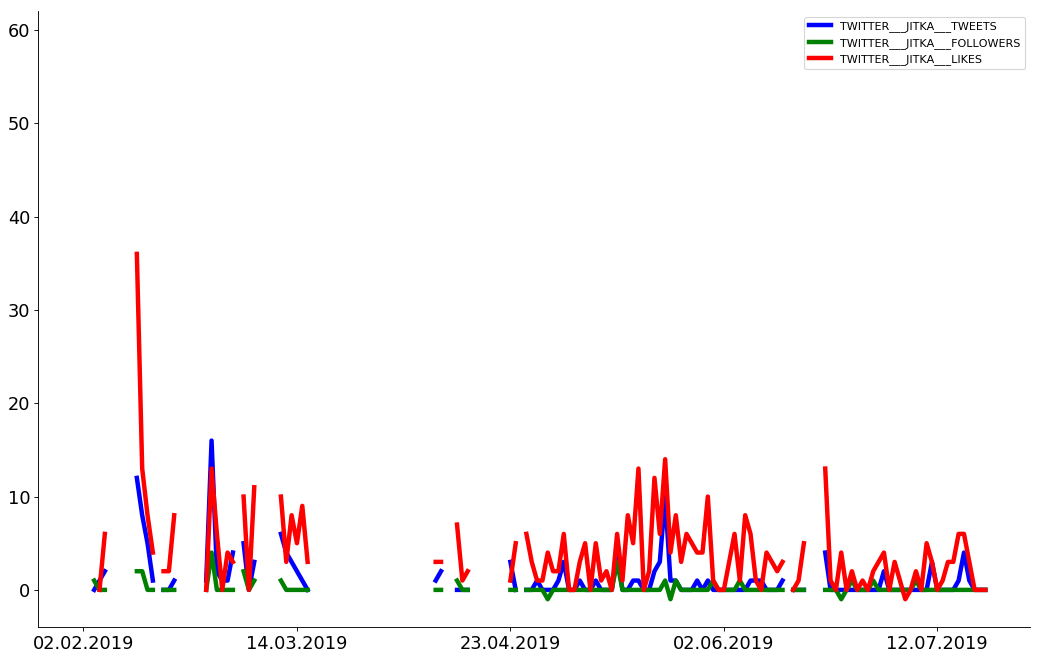 60
50
40
30
20
10
0
02.02.2019 14.03.2019 23.04.2019 02.06.2019 12.07.2019
TWITTER___JITKA___TWEETS
TWITTER___JITKA___FOLLOWERS
TWITTER___JITKA___LIKES